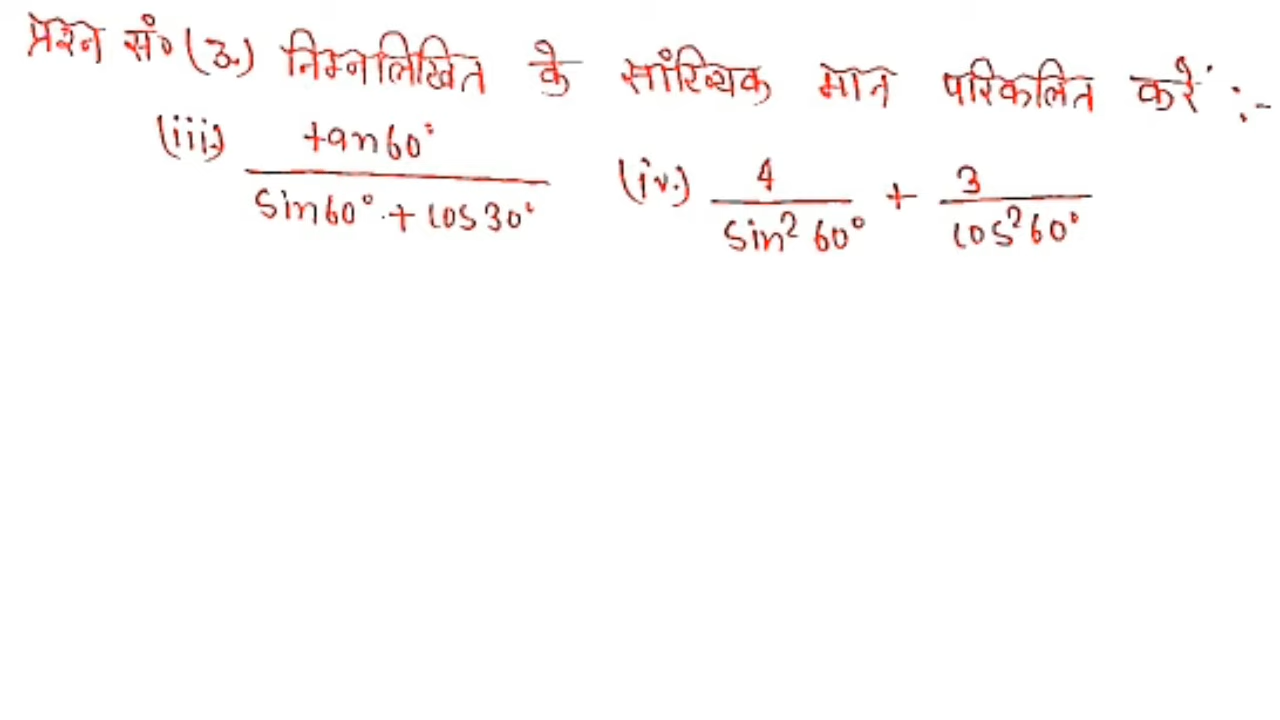 प्रश्न सं० (3.) निम्नलिखित के सांख्यिक मान परिकलित करें :-
(iii.) tan60° / (sin60° + cos30°) (iv.) 4 / sin² 60° + 3 / cos² 60°